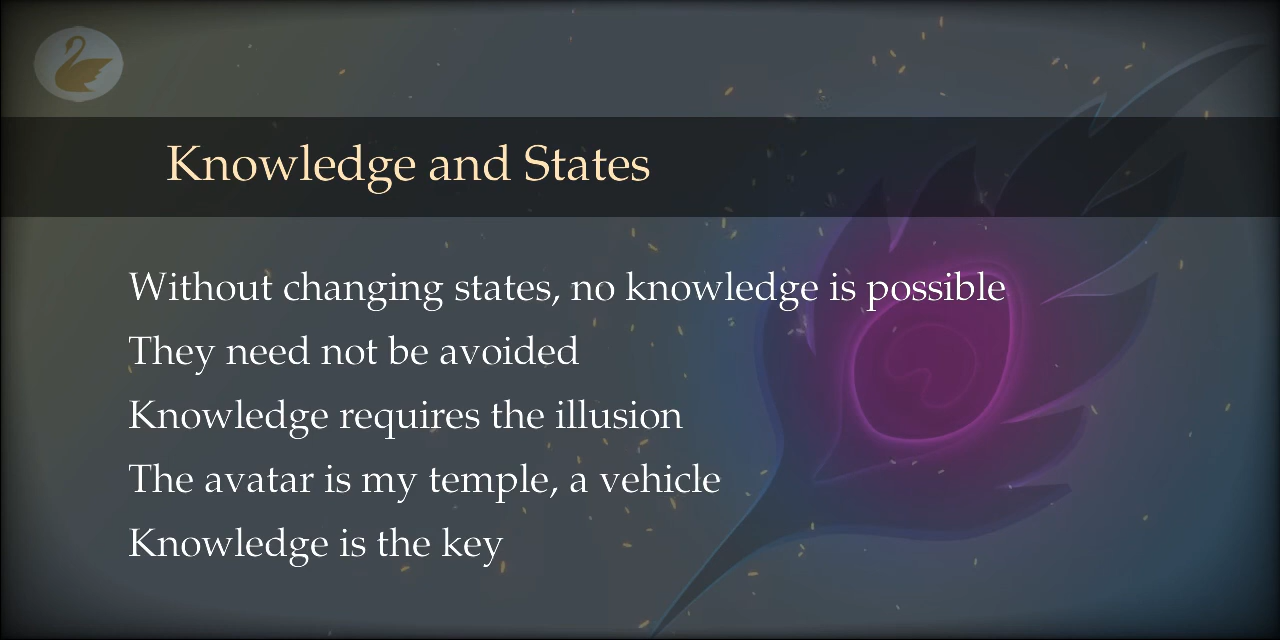 Knowledge and States
Without changing states, no knowledge is possible
They need not be avoided
Knowledge requires the illusion
The avatar is my temple, a vehicle
Knowledge is the key